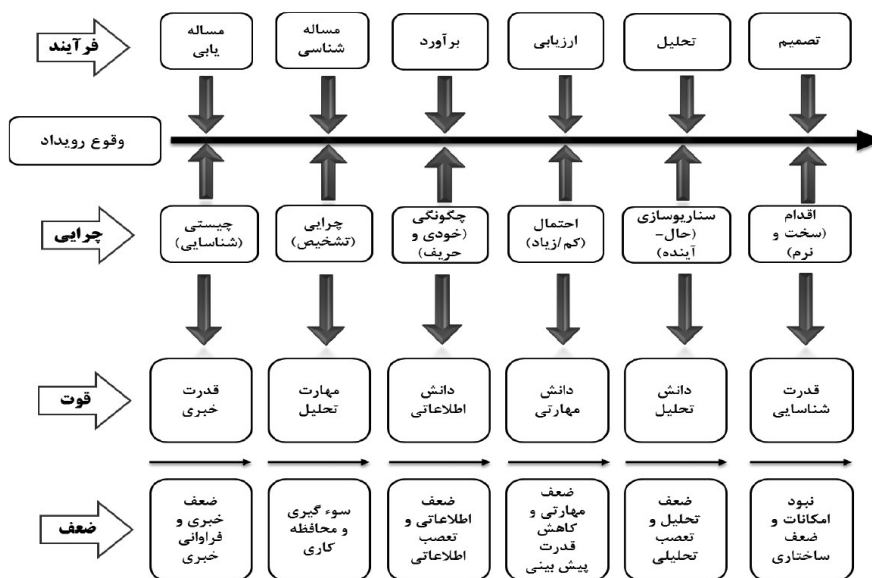 فرآیند
مساله
یابی
مساله
شناسی
برآورد
ارزیابی
تحلیل
تصمیم
وقوع رویداد
چرایی
چیستی
(شناسایی)
چرایی
(تشخیص)
چگونگی
(خودی و
حریف)
احتمال
(کم/زیاد)
سناریوسازی
(حال-
آینده)
اقدام
(سخت و
نرم)
قوت
قدرت
خبری
مهارت
تحلیل
دانش
اطلاعاتی
دانش
مهارتی
دانش
تحلیل
قدرت
شناسایی
ضعف
ضعف
خبری و
فراوانی
خبری
سوء گیری
و محافظه
کاری
ضعف
اطلاعاتی و
تعصب
اطلاعاتی
ضعف
مهارتی و
کاهش
قدرت
پیش بینی
ضعف
تحلیل و
تعصب
تحلیلی
نبود
امکانات و
ضعف
ساختاری